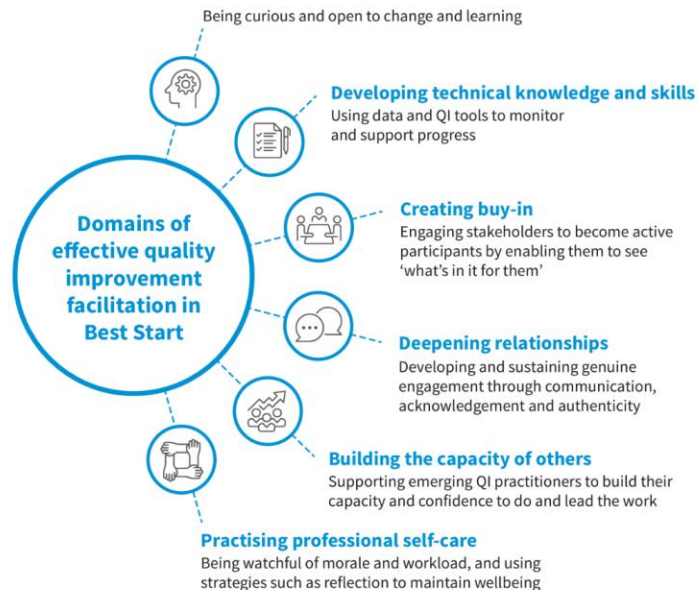 Being curious and open to change and learning
Developing technical knowledge and skills
Using data and QI tools to monitor
and support progress
Domains of
effective quality
improvement
facilitation in
Best Start
Creating buy-in
Engaging stakeholders to become active
participants by enabling them to see
‘what’s in it for them’
Deepening relationships
Developing and sustaining genuine
engagement through communication,
acknowledgement and authenticity
Building the capacity of others
Supporting emerging QI practitioners to build their
capacity and confidence to do and lead the work
Practising professional self-care
Being watchful of morale and workload, and using
strategies such as reflection to maintain wellbeing